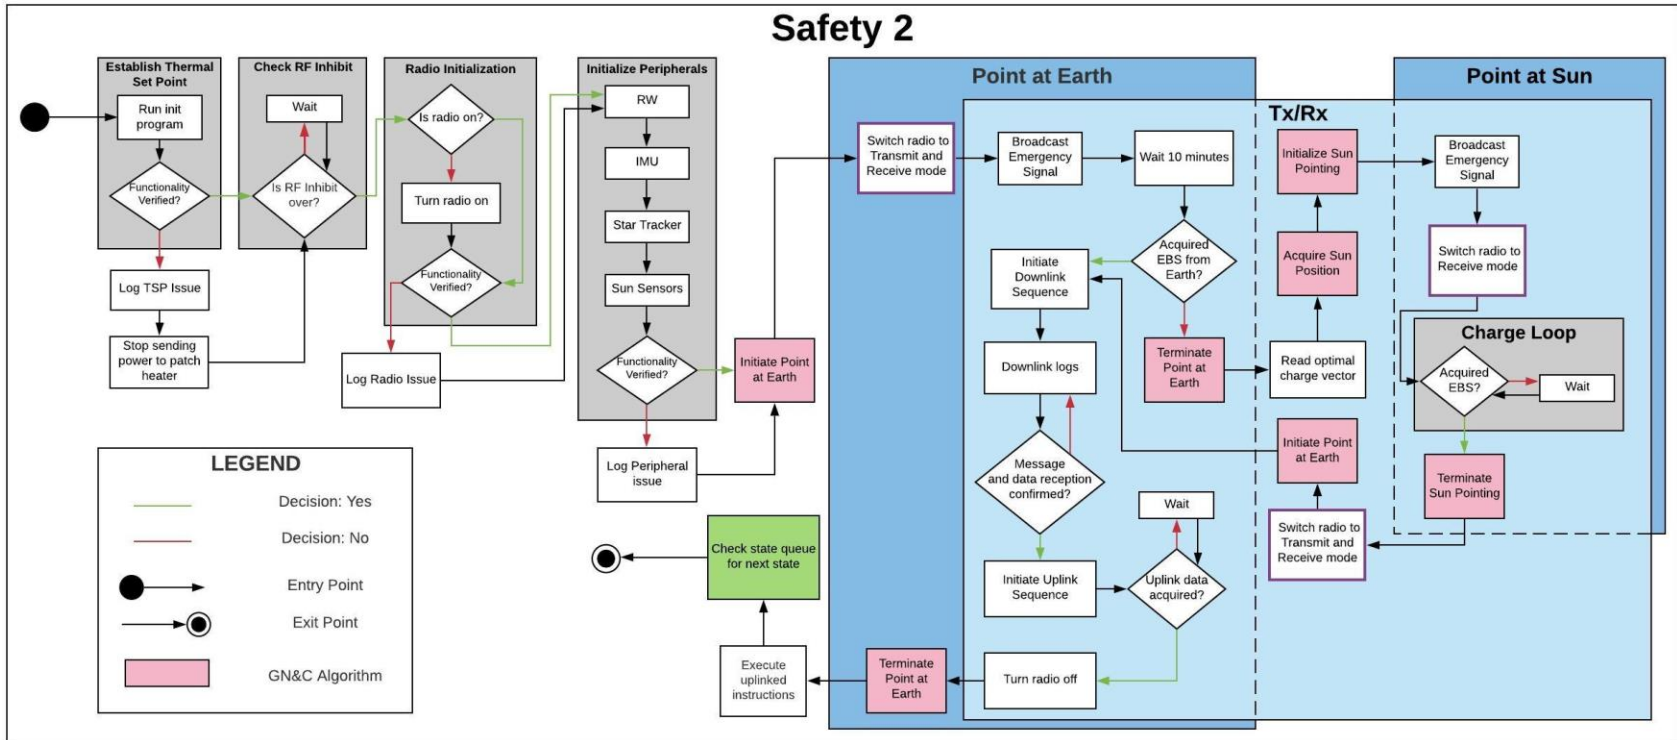 Safety 2
Establish Thermal
Set Point
Run init
program
Functionality
Verified?
Log TSP Issue
Stop sending
power to patch
heater
Check RF Inhibit
Wait
Is RF Inhibit
over?
Radio Initialization
Is radio on?
Turn radio on
Functionality
Verified?
Log Radio Issue
Initialize Peripherals
RW
IMU
Star Tracker
Sun Sensors
Functionality
Verified?
Log Peripheral
issue
Initiate Point
at Earth
Point at Earth
Switch radio to
Transmit and
Receive mode
Tx/Rx
Broadcast
Emergency
Signal
Wait 10 minutes
Acquired
EBS from
Earth?
Initiate
Downlink
Sequence
Downlink logs
Message
and data reception
confirmed?
Initiate Uplink
Sequence
Wait
Uplink data
acquired?
Turn radio off
Terminate
Point at
Earth
Execute
uplinked
instructions
Check state queue
for next state
Terminate
Point at
Earth
Read optimal
charge vector
Acquire Sun
Position
Initialize Sun
Pointing
Point at Sun
Broadcast
Emergency
Signal
Switch radio to
Receive mode
Charge Loop
Acquired
EBS?
Wait
Terminate
Sun Pointing
Switch radio to
Transmit and
Receive mode
Initiate Point
at Earth
LEGEND
Decision: Yes
Decision: No
Entry Point
Exit Point
GN&C Algorithm